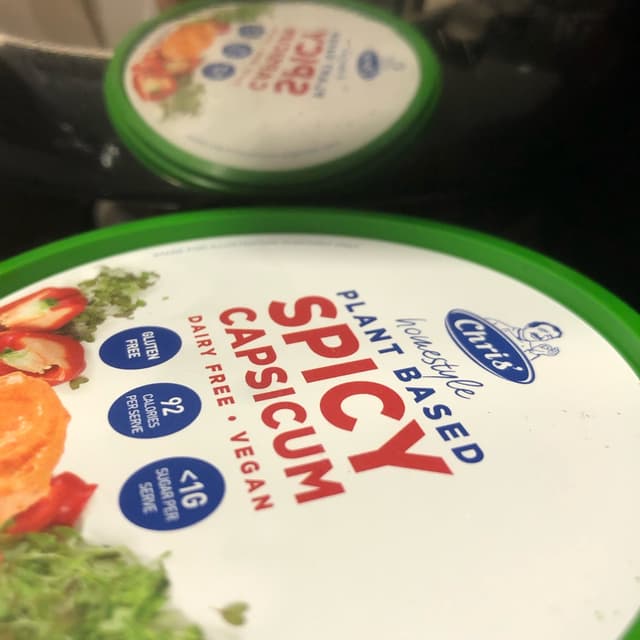 Chris'
homestyle
PLANT BASED
SPICY
CAPSICUM
DAIRY FREE • VEGAN
GLUTEN
FREE
92
CALORIES
PER SERVE
<1G
SUGAR PER
SERVE